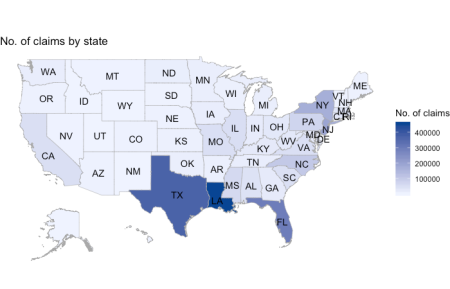 No. of claims by state
WA
MT
ND
MN
ME
VT
NH
OR
ID
WY
SD
WI
MI
NY
MA
CT
RI
NE
IA
PA
NJ
NV
UT
CO
KS
MO
IL
IN
OH
MD
DE
WV
VA
KY
CA
AZ
NM
OK
AR
TN
NC
SC
TX
LA
MS
AL
GA
FL
No. of claims
400000
300000
200000
100000